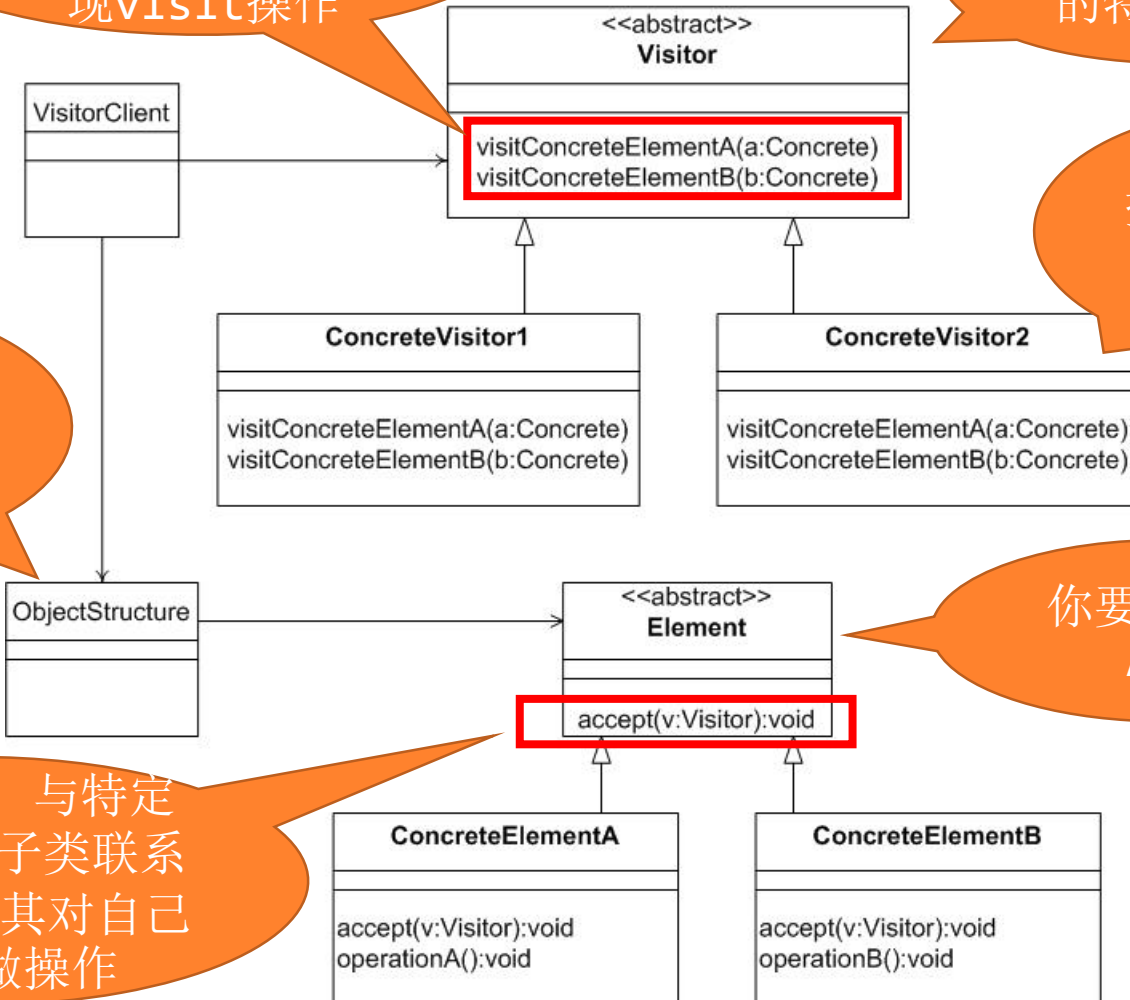 现visit操作
<<abstract>>
Visitor
VisitorClient
visitConcreteElementA(a:Concrete)
visitConcreteElementB(b:Concrete)
ConcreteVisitor1
visitConcreteElementA(a:Concrete)
visitConcreteElementB(b:Concrete)
ConcreteVisitor2
visitConcreteElementA(a:Concrete)
visitConcreteElementB(b:Concrete)
ObjectStructure
<<abstract>>
Element
accept(v:Visitor):void
你要
与特定
子类联系
其对自己
做操作
ConcreteElementA
accept(v:Visitor):void
operationA():void
ConcreteElementB
accept(v:Visitor):void
operationB():void